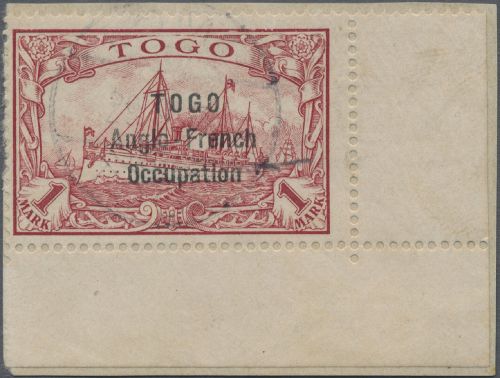 TOGO
TOGO
Anglo-French
Occupation
1 1
MARK MARK